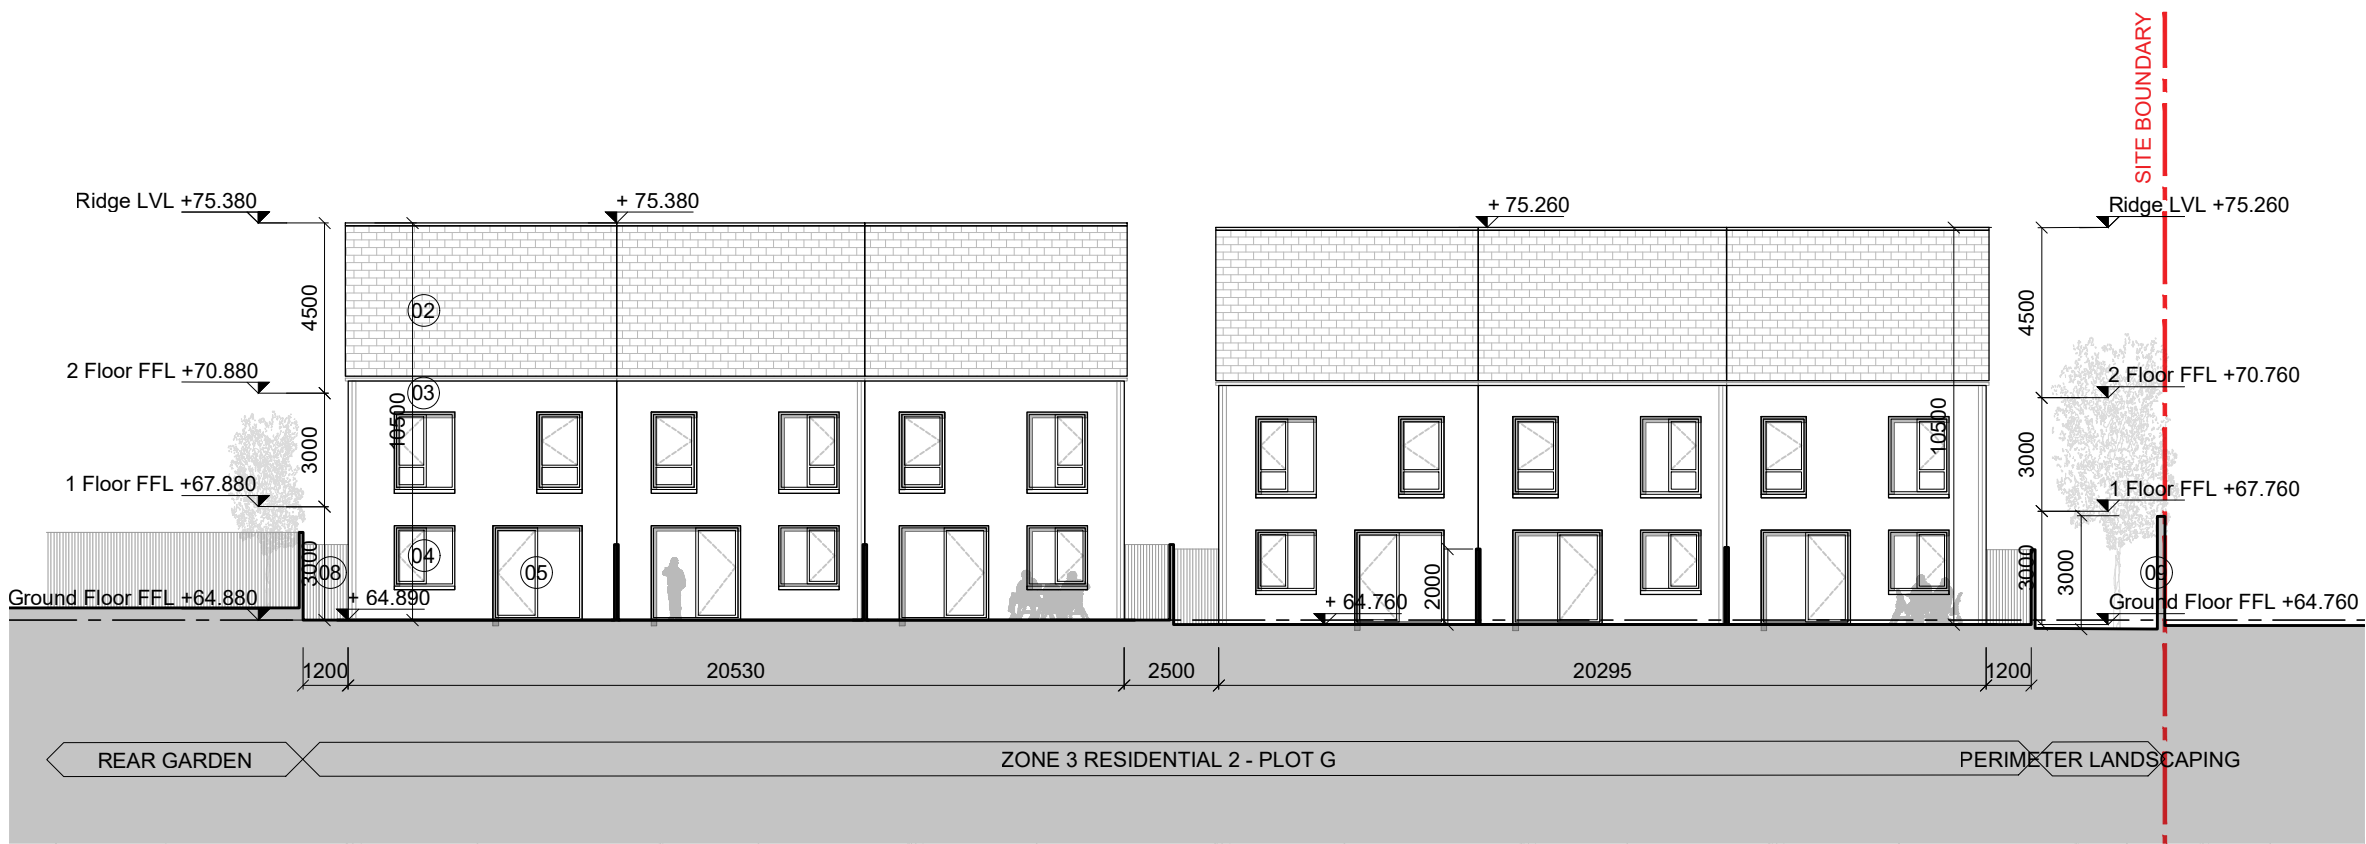 SITE BOUNDARY
Ridge LVL +75.380
+ 75.380
+ 75.260
Ridge LVL +75.260
4500
02
4500
2 Floor FFL +70.880
03
2 Floor FFL +70.760
10500
10500
3000
3000
1 Floor FFL +67.880
1 Floor FFL +67.760
3000
08
04
05
2000
3000
3000
09
Ground Floor FFL +64.880
+ 64.890
+ 64.760
Ground Floor FFL +64.760
1200
20530
2500
20295
1200
REAR GARDEN
ZONE 3 RESIDENTIAL 2 - PLOT G
PERIMETER LANDSCAPING